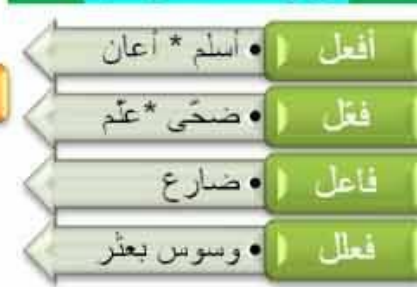 أفعل • أسلم * أعان
فعّل • ضحّى *علّم
فاعل • ضارع
فعلل • وسوس بعثر